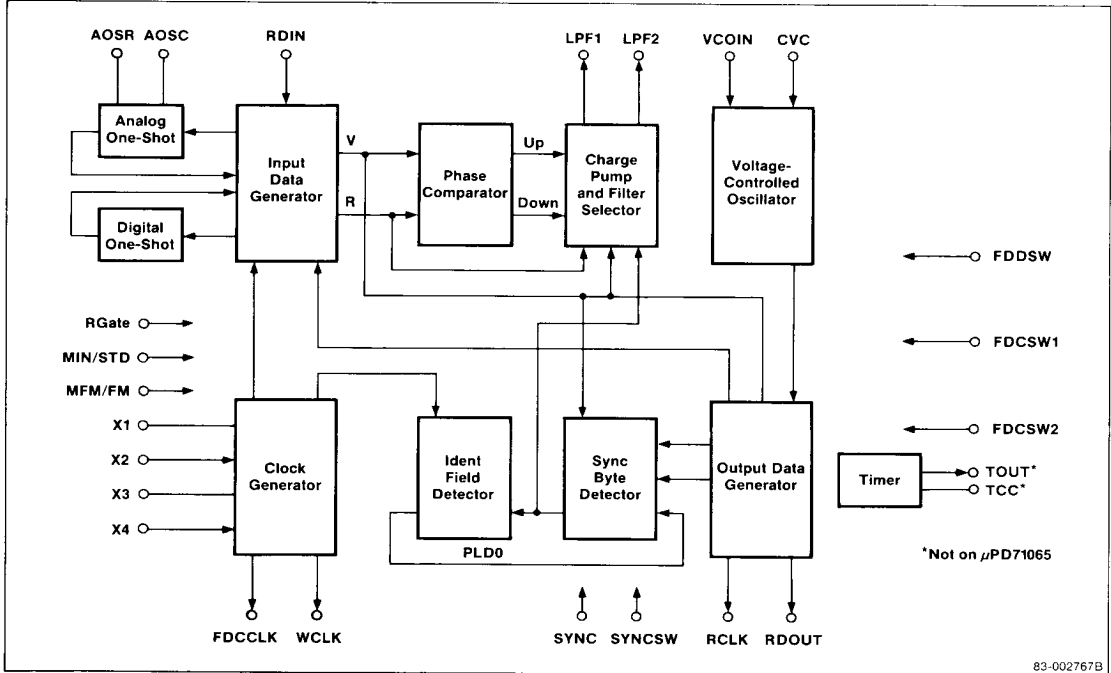 AOSR AOSC RDIN LPF1 LPF2 VCOIN CVC
Analog
One-Shot
Digital
One-Shot
Input
Data
Generator
V
R
Phase
Comparator
Up
Down
Charge
Pump
and Filter
Selector
Voltage-
Controlled
Oscillator
FDDSW
FDCSW1
FDCSW2
RGate
MIN/STD
MFM/FM
X1
X2
X3
X4
Clock
Generator
Ident
Field
Detector
PLD0
Sync
Byte
Detector
Output Data
Generator
Timer
TOUT*
TCC*
*Not on µPD71065
FDCCLK WCLK SYNC SYNCSW RCLK RDOUT
83-002767B